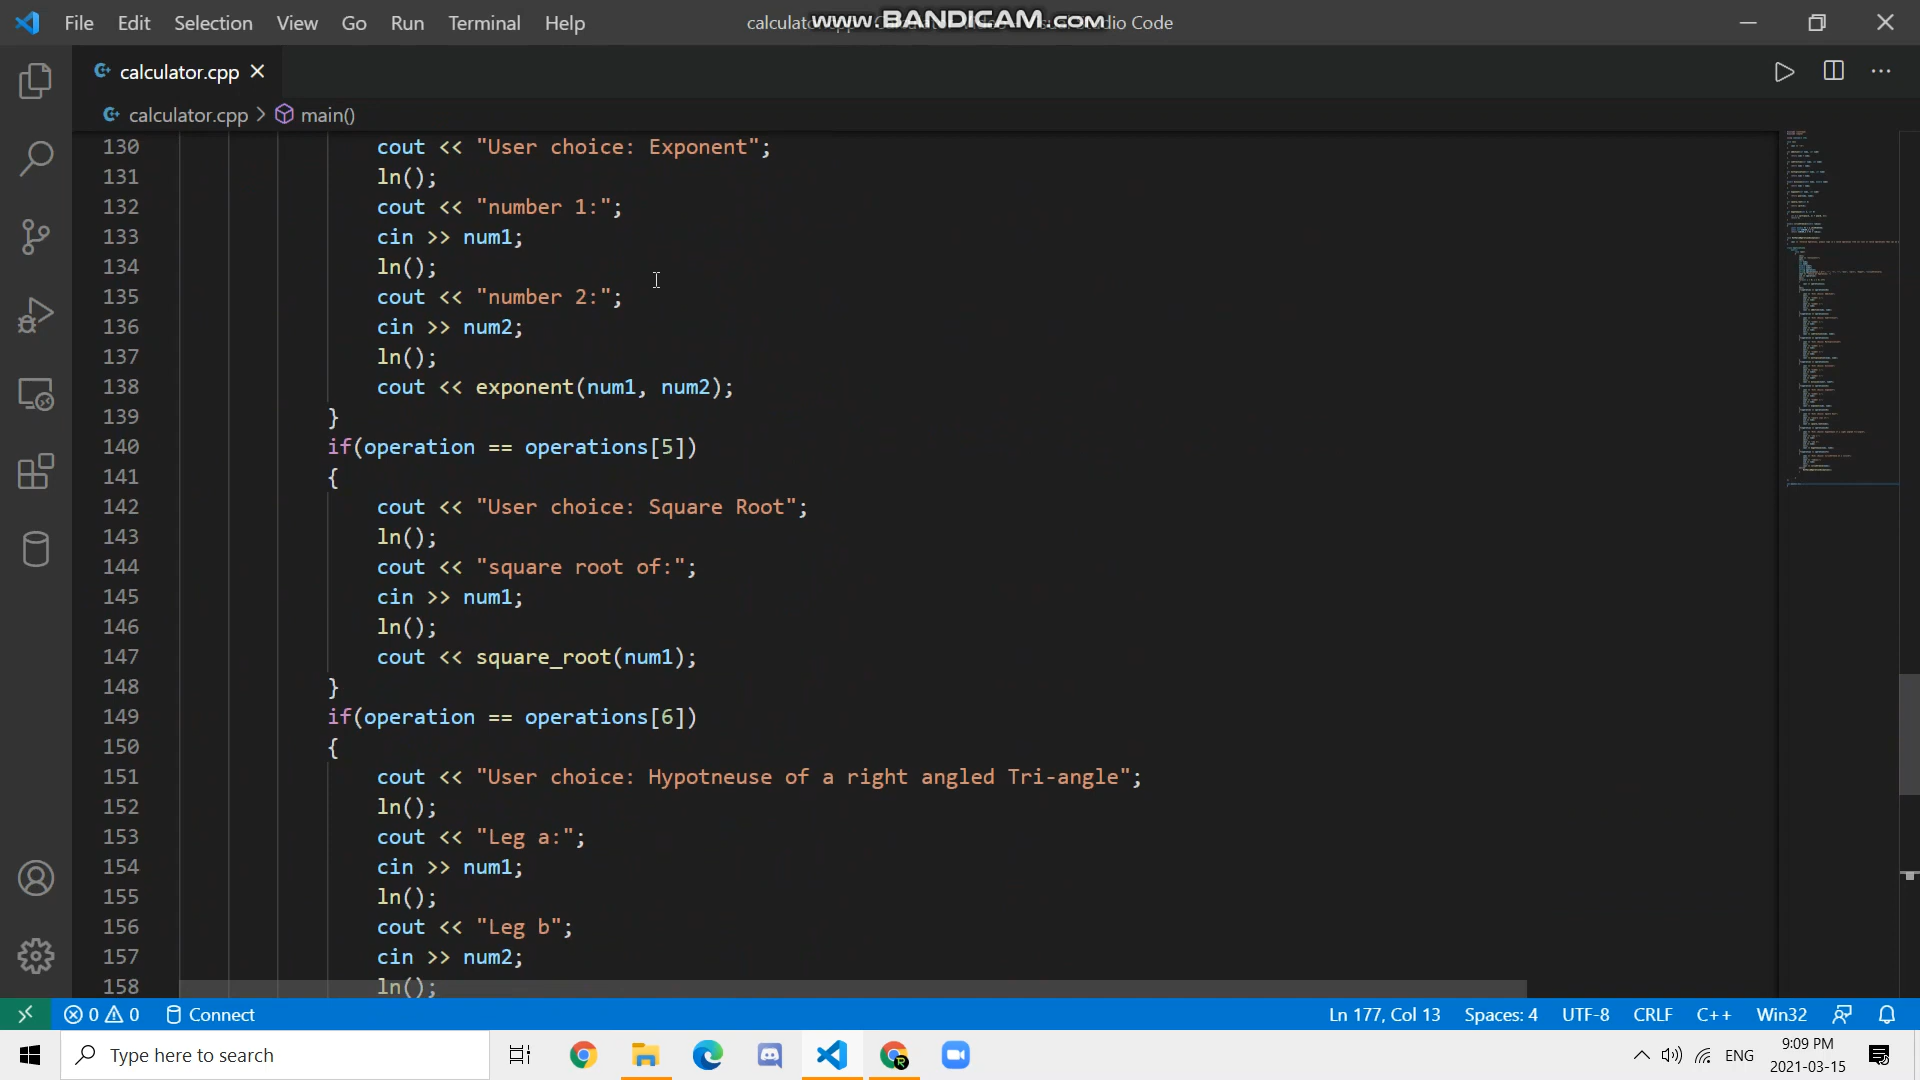 File Edit Selection View Go Run Terminal Help
www.BANDICAM.com
calculator.cpp ✕
calculator.cpp > main()
130 cout << "User choice: Exponent";
131 ln();
132 cout << "number 1:";
133 cin >> num1;
134 ln();
135 cout << "number 2:";
136 cin >> num2;
137 ln();
138 cout << exponent(num1, num2);
139 }
140 if(operation == operations[5])
141 {
142 cout << "User choice: Square Root";
143 ln();
144 cout << "square root of:";
145 cin >> num1;
146 ln();
147 cout << square_root(num1);
148 }
149 if(operation == operations[6])
150 {
151 cout << "User choice: Hypotneuse of a right angled Tri-angle";
152 ln();
153 cout << "Leg a:";
154 cin >> num1;
155 ln();
156 cout << "Leg b";
157 cin >> num2;
158 ln();
0 0 Connect Ln 177, Col 13 Spaces: 4 UTF-8 CRLF C++ Win32
Type here to search
ENG
9:09 PM
2021-03-15